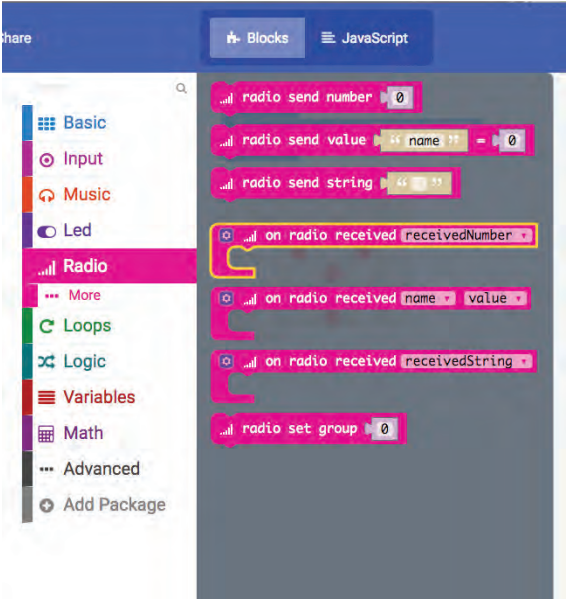 Share
Blocks
JavaScript
Basic
Input
Music
Led
Radio
More
Loops
Logic
Variables
Math
Advanced
Add Package
radio send number 0
radio send value “ name ” = 0
radio send string “ ”
on radio received receivedNumber
on radio received name value
on radio received receivedString
radio set group 0